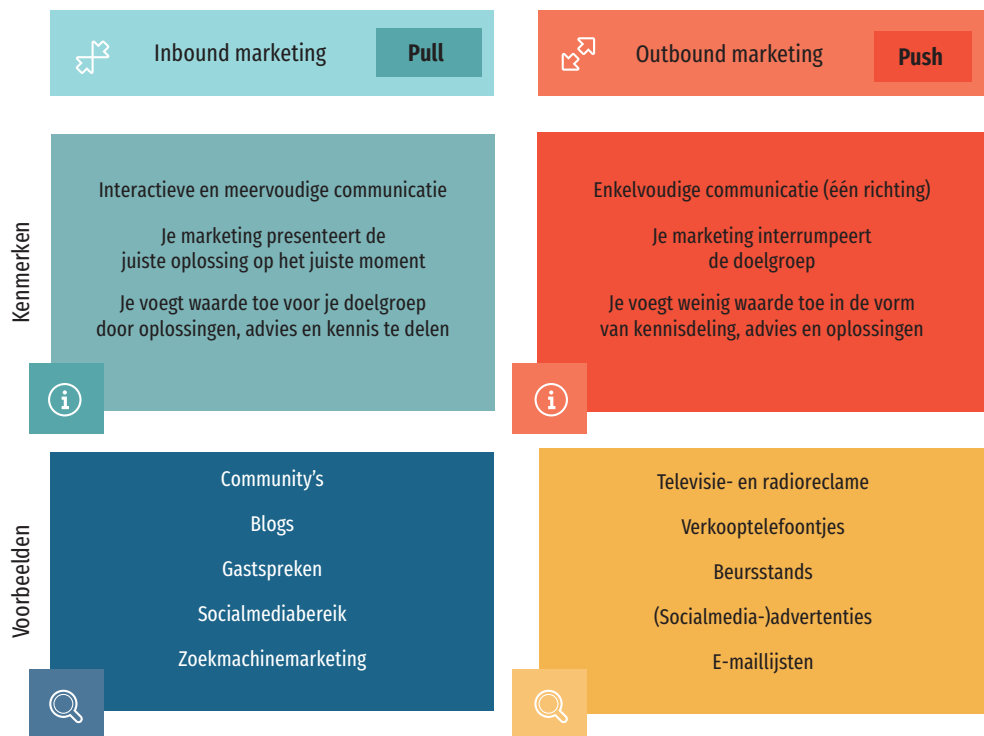 Inbound marketing
Pull
Outbound marketing
Push
Kenmerken
Interactieve en meervoudige communicatie
Je marketing presenteert de
juiste oplossing op het juiste moment
Je voegt waarde toe voor je doelgroep
door oplossingen, advies en kennis te delen
Enkelvoudige communicatie (één richting)
Je marketing interrumpeert
de doelgroep
Je voegt weinig waarde toe in de vorm
van kennisdeling, advies en oplossingen
Voorbeelden
Community's
Blogs
Gastspreken
Socialmediabereik
Zoekmachinemarketing
Televisie- en radioreclame
Verkooptelefoontjes
Beursstands
(Socialmedia-)advertenties
E-maillijsten